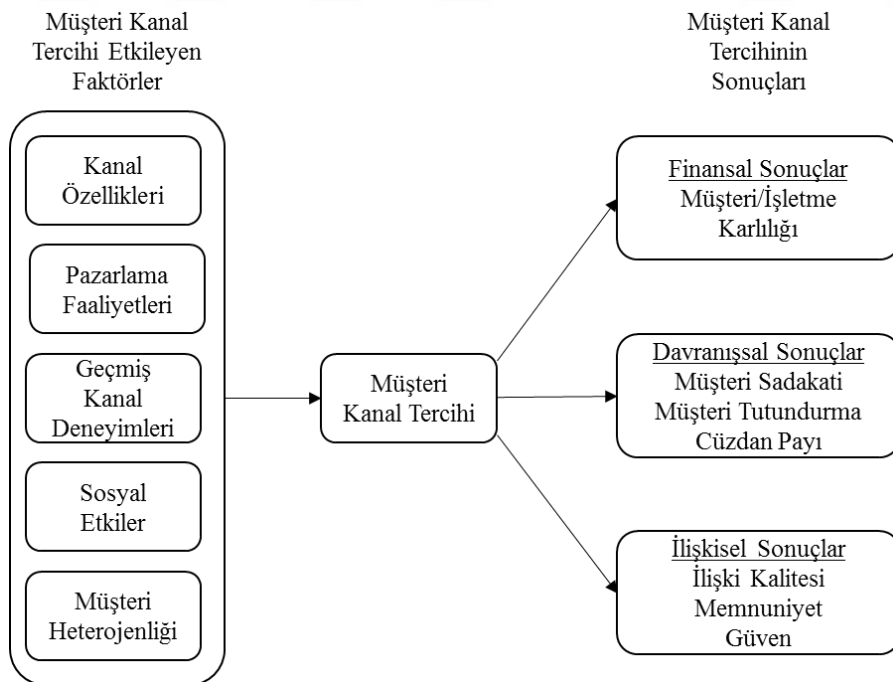 Müşteri Kanal
Tercihi Etkileyen
Faktörler
Kanal
Özellikleri
Pazarlama
Faaliyetleri
Geçmiş
Kanal
Deneyimleri
Sosyal
Etkiler
Müşteri
Heterojenliği
Müşteri
Kanal Tercihi
Müşteri Kanal
Tercihinin
Sonuçları
Finansal Sonuçlar
Müşteri/İşletme
Karlılığı
Davranışsal Sonuçlar
Müşteri Sadakati
Müşteri Tutundurma
Cüzdan Payı
İlişkisel Sonuçlar
İlişki Kalitesi
Memnuniyet
Güven